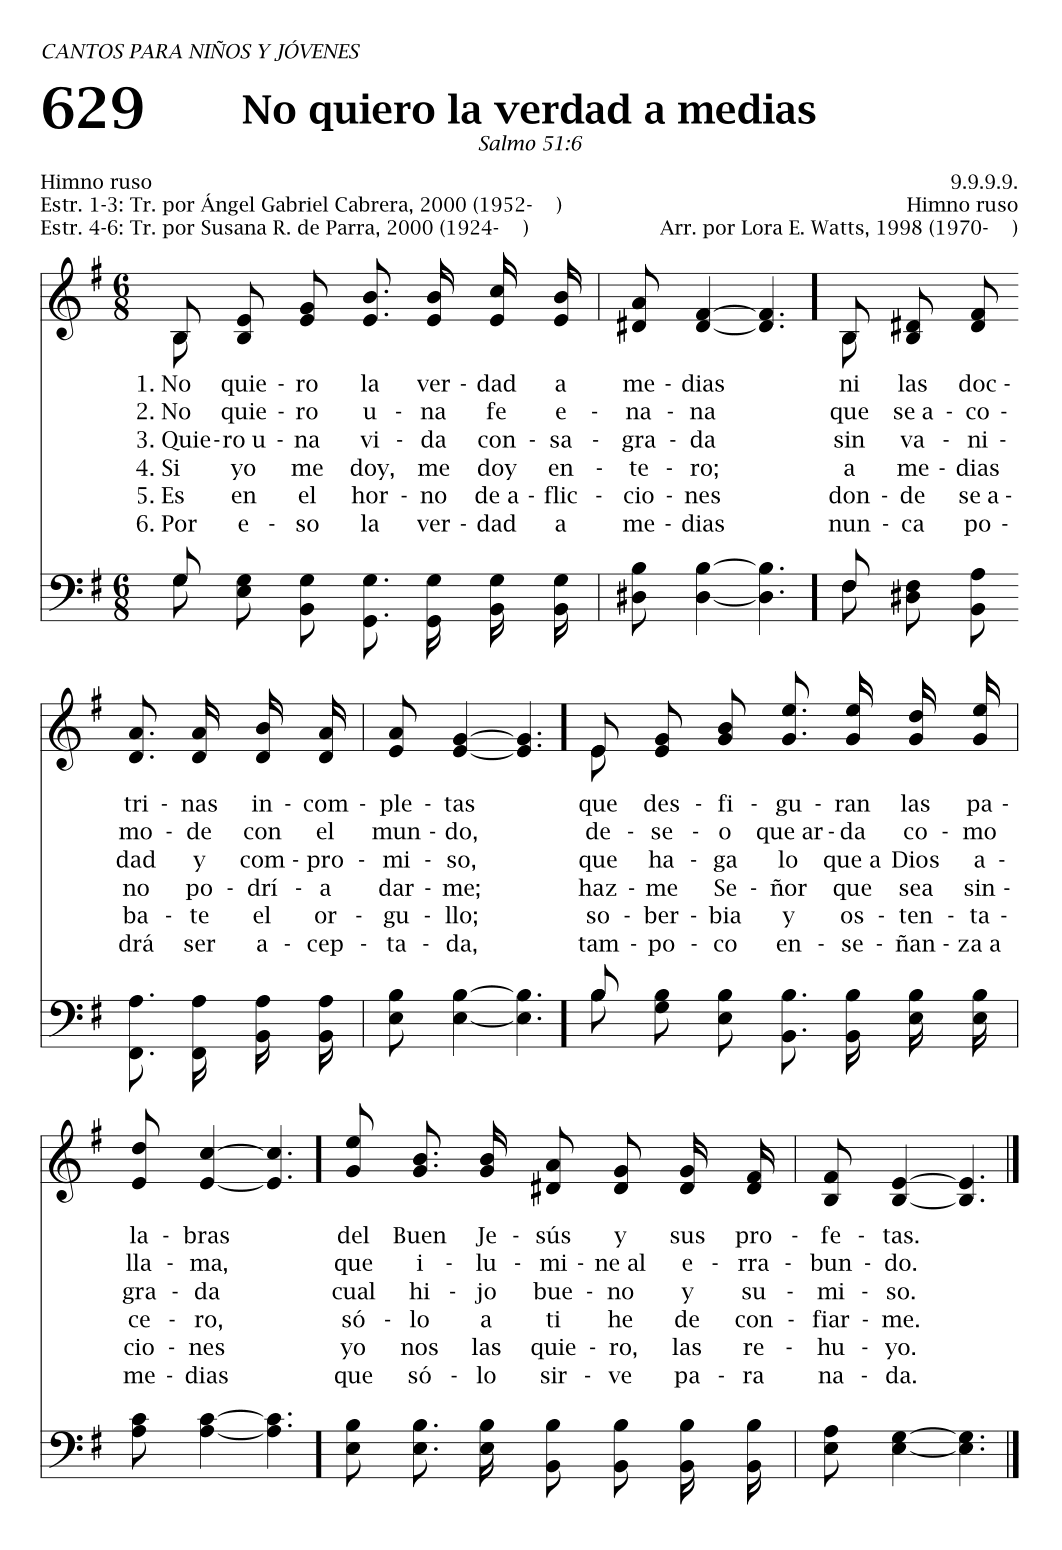 CANTOS PARA NIÑOS Y JÓVENES
629 No quiero la verdad a medias
Salmo 51:6
Himno ruso 9.9.9.9.
Estr. 1-3: Tr. por Ángel Gabriel Cabrera, 2000 (1952- ) Himno ruso
Estr. 4-6: Tr. por Susana R. de Parra, 2000 (1924- ) Arr. por Lora E. Watts, 1998 (1970- )
6 8
1. No quie - ro la ver - dad a me - dias ni las doc -
2. No quie - ro u - na fe e - na - na que se a - co -
3. Quie - ro u - na vi - da con - sa - gra - da sin va - ni -
4. Si yo me doy, me doy en - te - ro; a me - dias
5. Es en el hor - no de a - flic - cio - nes don - de se a -
6. Por e - so la ver - dad a me - dias nun - ca po -
6 8
tri - nas in - com - ple - tas que des - fi - gu - ran las pa -
mo - de con el mun - do, de - se - o que ar - da co - mo
dad y com - pro - mi - so, que ha - ga lo que a Dios a -
no po - drí - a dar - me; haz - me Se - ñor que sea sin -
ba - te el or - gu - llo; so - ber - bia y os - ten - ta -
drá ser a - cep - ta - da, tam - po - co en - se - ñan - za a
la - bras del Buen Je - sús y sus pro - fe - tas.
lla - ma, que i - lu - mi - ne al e - rra - bun - do.
gra - da cual hi - jo bue - no y su - mi - so.
ce - ro, só - lo a ti he de con - fiar - me.
cio - nes yo nos las quie - ro, las re - hu - yo.
me - dias que só - lo sir - ve pa - ra na - da.